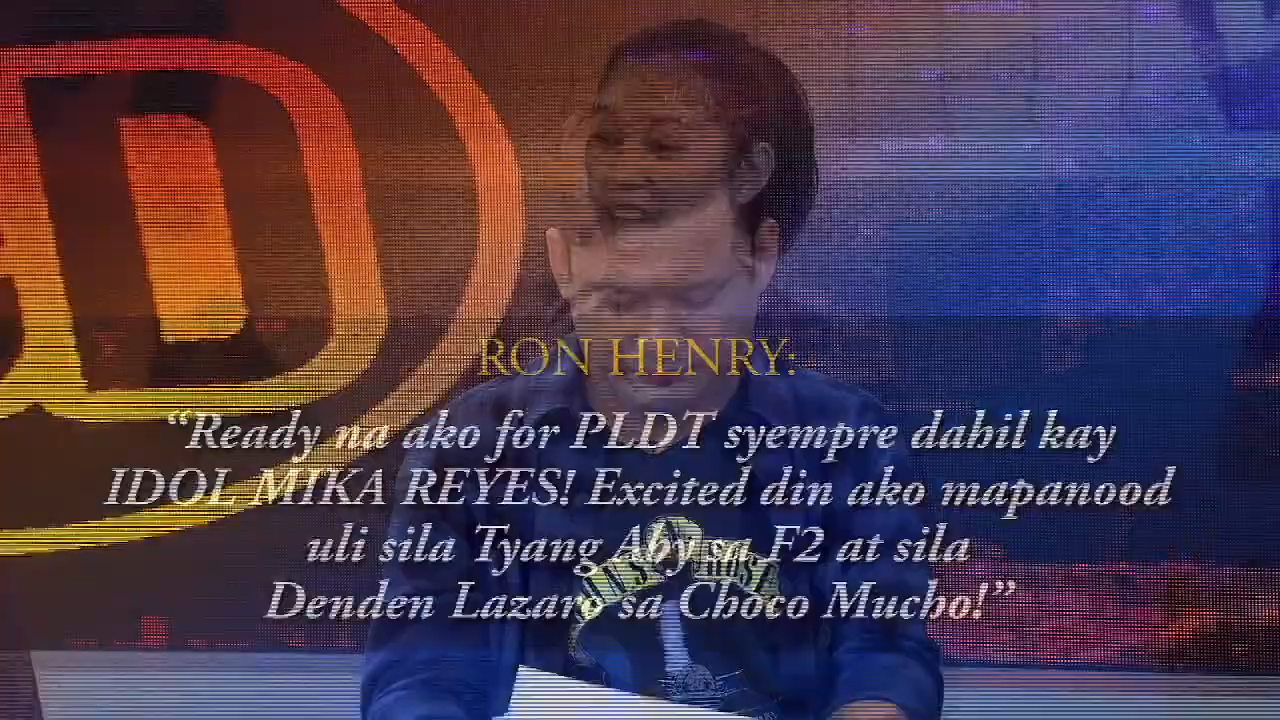 RON HENRY:
“Ready na ako for PLDT syempre dahil kay
IDOL MIKA REYES! Excited din ako mapanood
uli sila Tyang Aby sa F2 at sila
Denden Lazaro sa Choco Mucho!”